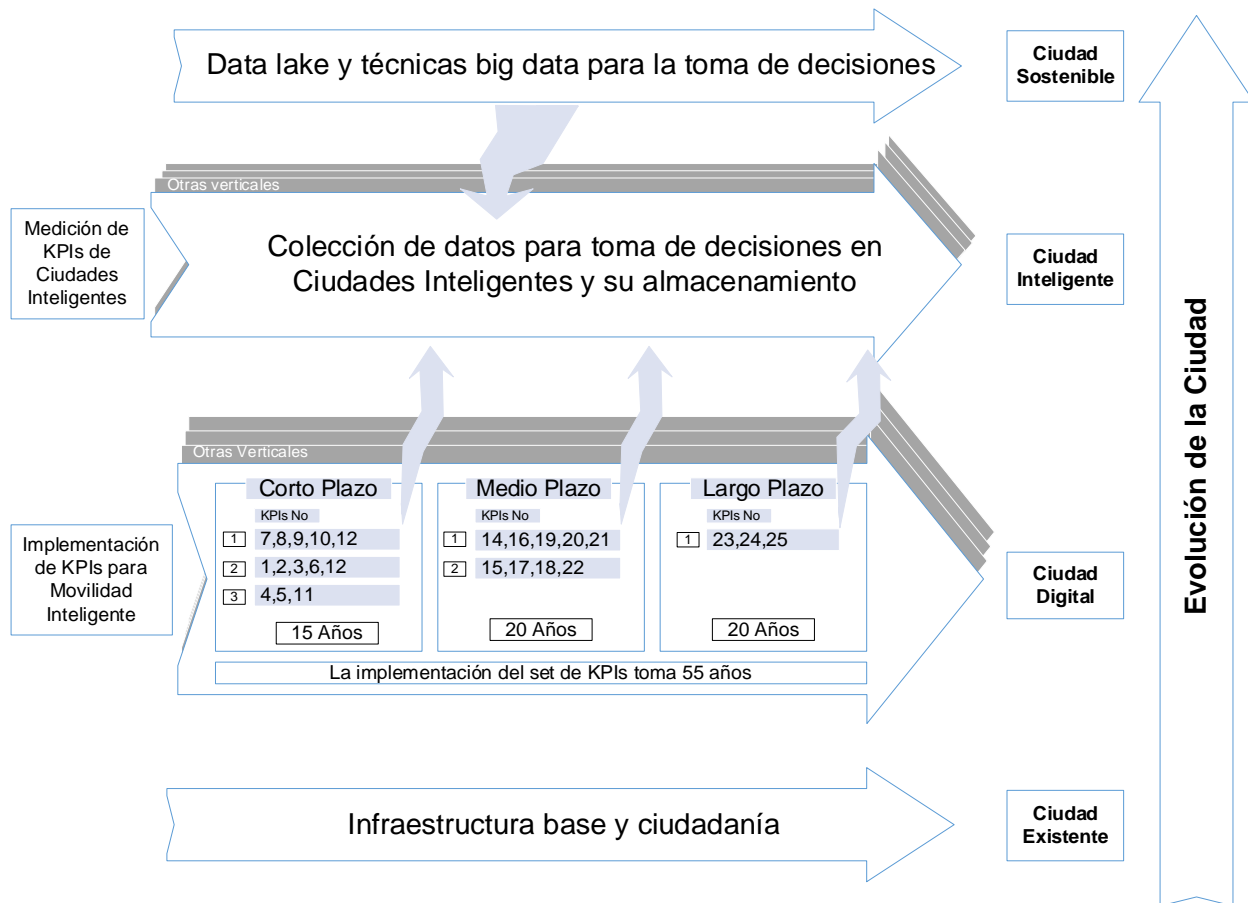 Data lake y técnicas big data para la toma de decisiones
Ciudad
Sostenible
Otras verticales
Medición de
KPIs de
Ciudades
Inteligentes
Colección de datos para toma de decisiones en
Ciudades Inteligentes y su almacenamiento
Ciudad
Inteligente
Evolución de la Ciudad
Otras Verticales
Implementación
de KPIs para
Movilidad
Inteligente
Corto Plazo
KPIs No
1 7,8,9,10,12
2 1,2,3,6,12
3 4,5,11
15 Años
Medio Plazo
KPIs No
1 14,16,19,20,21
2 15,17,18,22
20 Años
Largo Plazo
KPIs No
1 23,24,25
20 Años
La implementación del set de KPIs toma 55 años
Ciudad
Digital
Infraestructura base y ciudadanía
Ciudad
Existente